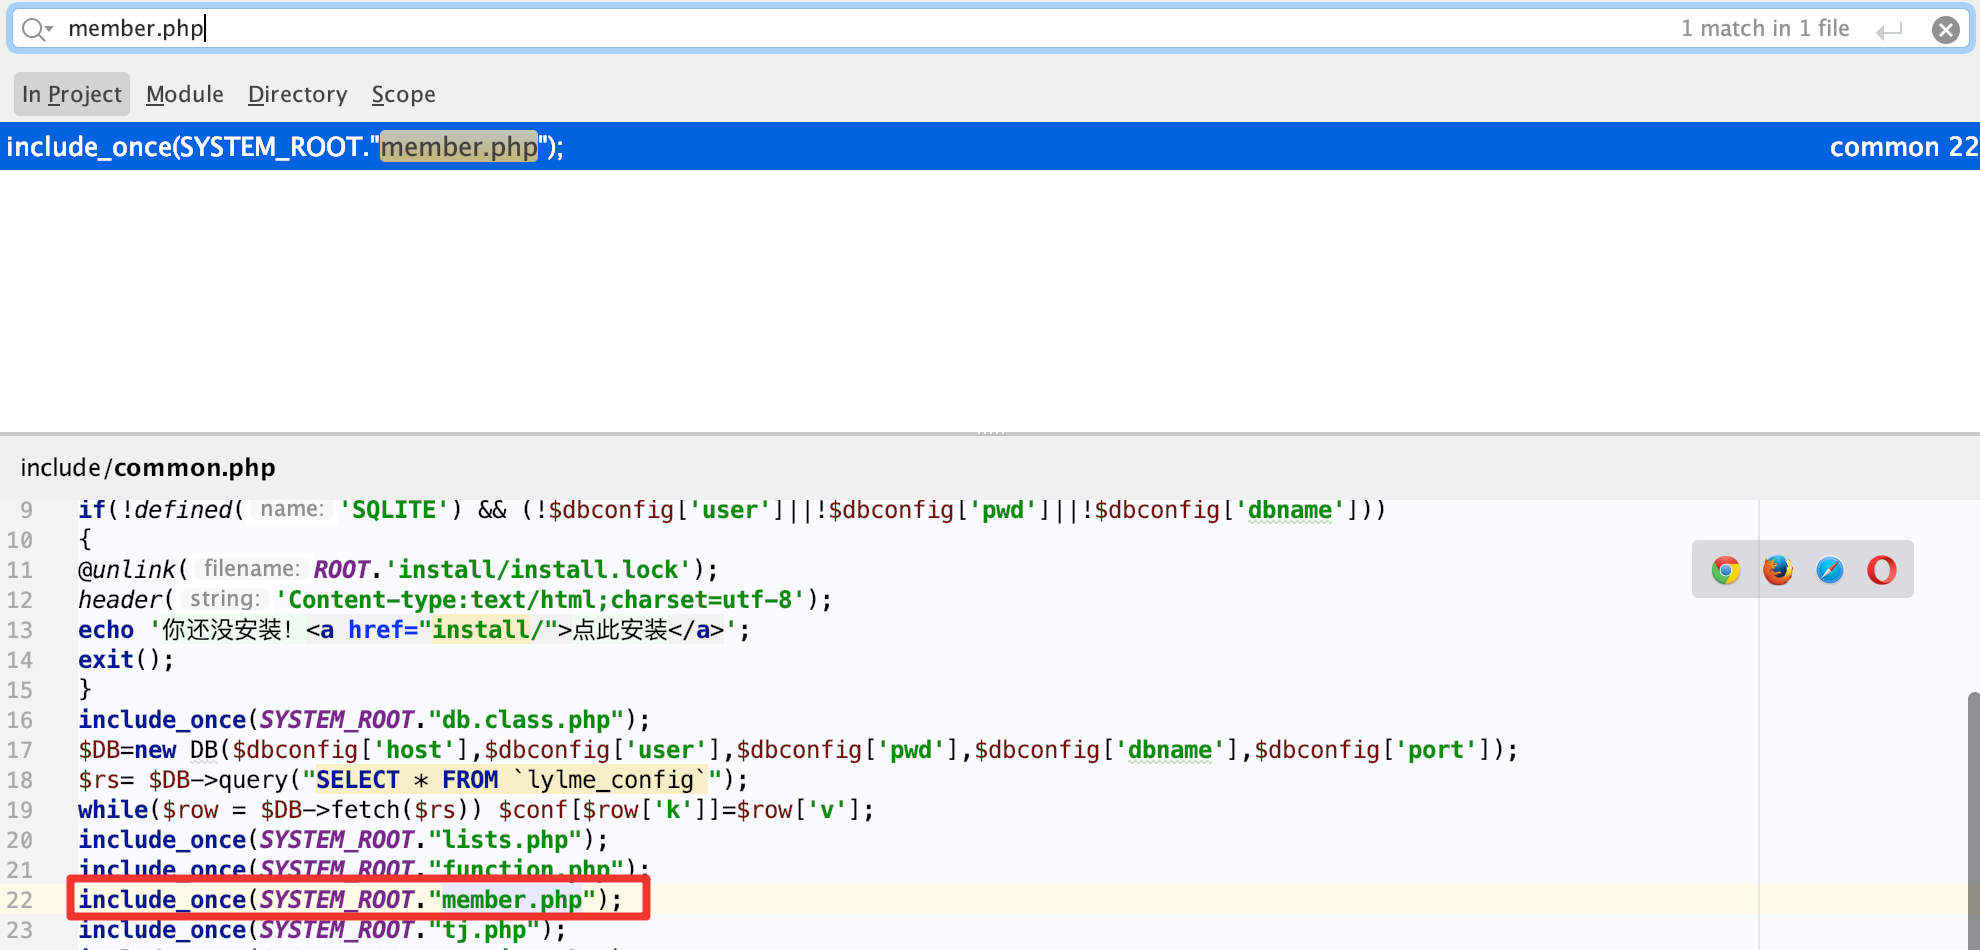 member.php
1 match in 1 file
In Project Module Directory Scope
include_once(SYSTEM_ROOT."member.php"); common 22
include/common.php
9 if(!defined( name: 'SQLITE') && (!$dbconfig['user']||!$dbconfig['pwd']||!$dbconfig['dbname']))
10 {
11 @unlink( filename: ROOT.'install/install.lock');
12 header( string: 'Content-type:text/html;charset=utf-8');
13 echo '你还没安装！<a href="install/">点此安装</a>';
14 exit();
15 }
16 include_once(SYSTEM_ROOT."db.class.php");
17 $DB=new DB($dbconfig['host'],$dbconfig['user'],$dbconfig['pwd'],$dbconfig['dbname'],$dbconfig['port']);
18 $rs= $DB->query("SELECT * FROM `lylme_config`");
19 while($row = $DB->fetch($rs)) $conf[$row['k']]=$row['v'];
20 include_once(SYSTEM_ROOT."lists.php");
21 include_once(SYSTEM_ROOT."function.php");
22 include_once(SYSTEM_ROOT."member.php");
23 include_once(SYSTEM_ROOT."tj.php");